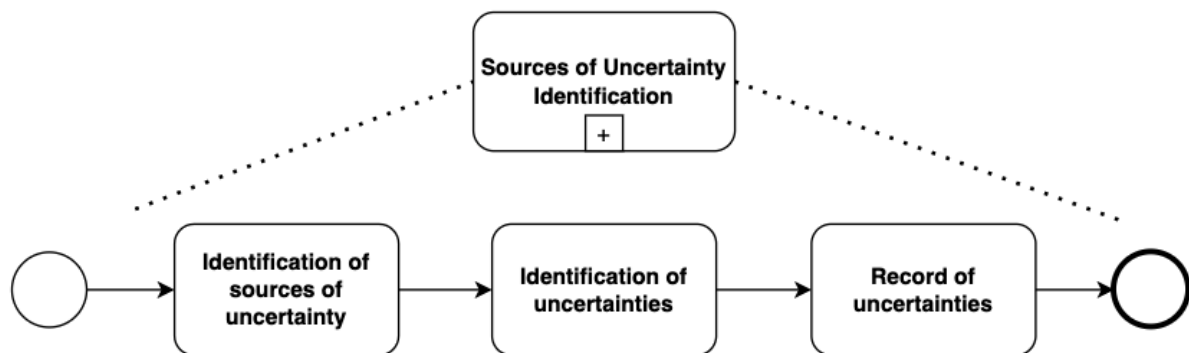 Sources of Uncertainty
Identification
+
Identification of
sources of
uncertainty
Identification of
uncertainties
Record of
uncertainties